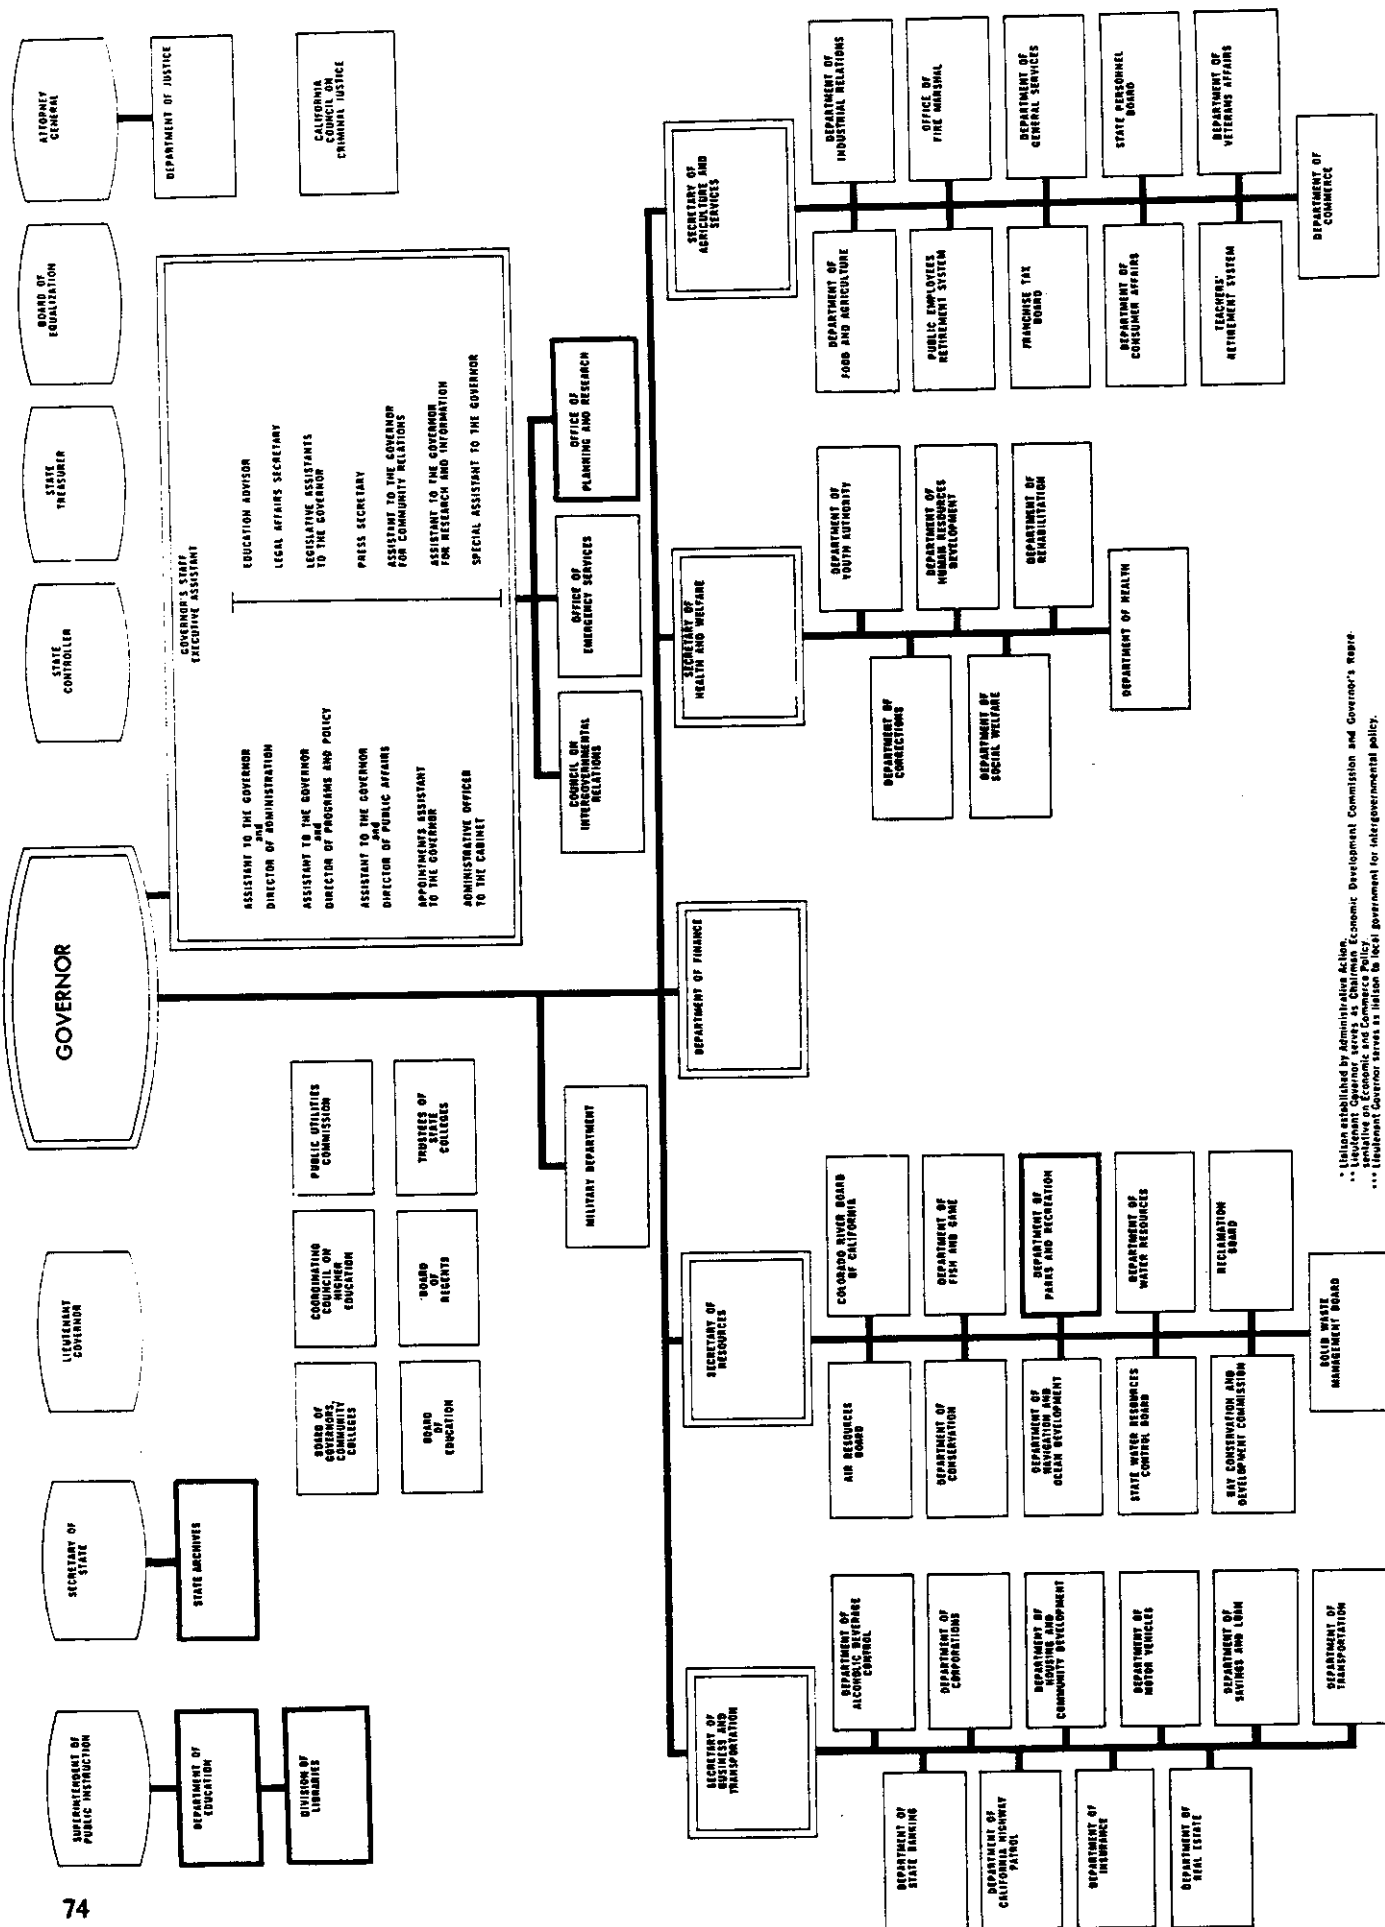 SUPERINTENDENT OF
PUBLIC INSTRUCTION
SECRETARY OF
STATE
LIEUTENANT
GOVERNOR
GOVERNOR
STATE
CONTROLLER
STATE
TREASURER
BOARD OF
EQUALIZATION
ATTORNEY
GENERAL
DEPARTMENT OF
EDUCATION
STATE ARCHIVES
DEPARTMENT OF JUSTICE
DIVISION OF
LIBRARIES
CALIFORNIA
COUNCIL ON
CRIMINAL JUSTICE
BOARD OF
GOVERNORS,
COMMUNITY
COLLEGES
COORDINATING
COUNCIL ON
HIGHER
EDUCATION
PUBLIC UTILITIES
COMMISSION
BOARD
OF
EDUCATION
BOARD
OF
REGENTS
TRUSTEES OF
STATE
COLLEGES
GOVERNOR'S STAFF
EXECUTIVE ASSISTANT
ASSISTANT TO THE GOVERNOR
and
DIRECTOR OF ADMINISTRATION
ASSISTANT TO THE GOVERNOR
and
DIRECTOR OF PROGRAMS AND POLICY
ASSISTANT TO THE GOVERNOR
and
DIRECTOR OF PUBLIC AFFAIRS
APPOINTMENTS ASSISTANT
TO THE GOVERNOR
ADMINISTRATIVE OFFICER
TO THE CABINET
EDUCATION ADVISOR
LEGAL AFFAIRS SECRETARY
LEGISLATIVE ASSISTANTS
TO THE GOVERNOR
PRESS SECRETARY
ASSISTANT TO THE GOVERNOR
FOR COMMUNITY RELATIONS
ASSISTANT TO THE GOVERNOR
FOR RESEARCH AND INFORMATION
SPECIAL ASSISTANT TO THE GOVERNOR
MILITARY DEPARTMENT
COUNCIL ON
INTERGOVERNMENTAL
RELATIONS
OFFICE OF
EMERGENCY SERVICES
OFFICE OF
PLANNING AND RESEARCH
SECRETARY OF
BUSINESS AND
TRANSPORTATION
SECRETARY OF
RESOURCES
DEPARTMENT OF FINANCE
SECRETARY OF
HEALTH AND WELFARE
SECRETARY OF
AGRICULTURE AND
SERVICES
DEPARTMENT OF
ALCOHOLIC BEVERAGE
CONTROL
DEPARTMENT OF
STATE BANKING
DEPARTMENT OF
CORPORATIONS
DEPARTMENT OF
CALIFORNIA HIGHWAY
PATROL
DEPARTMENT OF
HOUSING AND
COMMUNITY DEVELOPMENT
DEPARTMENT OF
INSURANCE
DEPARTMENT OF
MOTOR VEHICLES
DEPARTMENT OF
REAL ESTATE
DEPARTMENT OF
SAVINGS AND LOAN
DEPARTMENT OF
TRANSPORTATION
AIR RESOURCES
BOARD
COLORADO RIVER BOARD
OF CALIFORNIA
DEPARTMENT OF
CONSERVATION
DEPARTMENT OF
FISH AND GAME
DEPARTMENT OF
NAVIGATION AND
OCEAN DEVELOPMENT
DEPARTMENT OF
PARKS AND RECREATION
STATE WATER RESOURCES
CONTROL BOARD
DEPARTMENT OF
WATER RESOURCES
BAY CONSERVATION AND
DEVELOPMENT COMMISSION
RECLAMATION
BOARD
SOLID WASTE
MANAGEMENT BOARD
DEPARTMENT OF
YOUTH AUTHORITY
DEPARTMENT OF
CORRECTIONS
DEPARTMENT OF
HUMAN RESOURCES
DEVELOPMENT
DEPARTMENT OF
SOCIAL WELFARE
DEPARTMENT OF
REHABILITATION
DEPARTMENT OF HEALTH
DEPARTMENT OF
FOOD AND AGRICULTURE
DEPARTMENT OF
INDUSTRIAL RELATIONS
PUBLIC EMPLOYEES
RETIREMENT SYSTEM
OFFICE OF
FIRE MARSHAL
FRANCHISE TAX
BOARD
DEPARTMENT OF
GENERAL SERVICES
DEPARTMENT OF
CONSUMER AFFAIRS
STATE PERSONNEL
BOARD
TEACHERS'
RETIREMENT SYSTEM
DEPARTMENT OF
VETERANS AFFAIRS
DEPARTMENT OF
COMMERCE
* Liaison established by Administrative Action.
** Lieutenant Governor serves as Chairman Economic Development Commission and Governor's Repre-
sentative on Economic and Commerce Policy.
*** Lieutenant Governor serves as liaison to local government for intergovernmental policy.
74